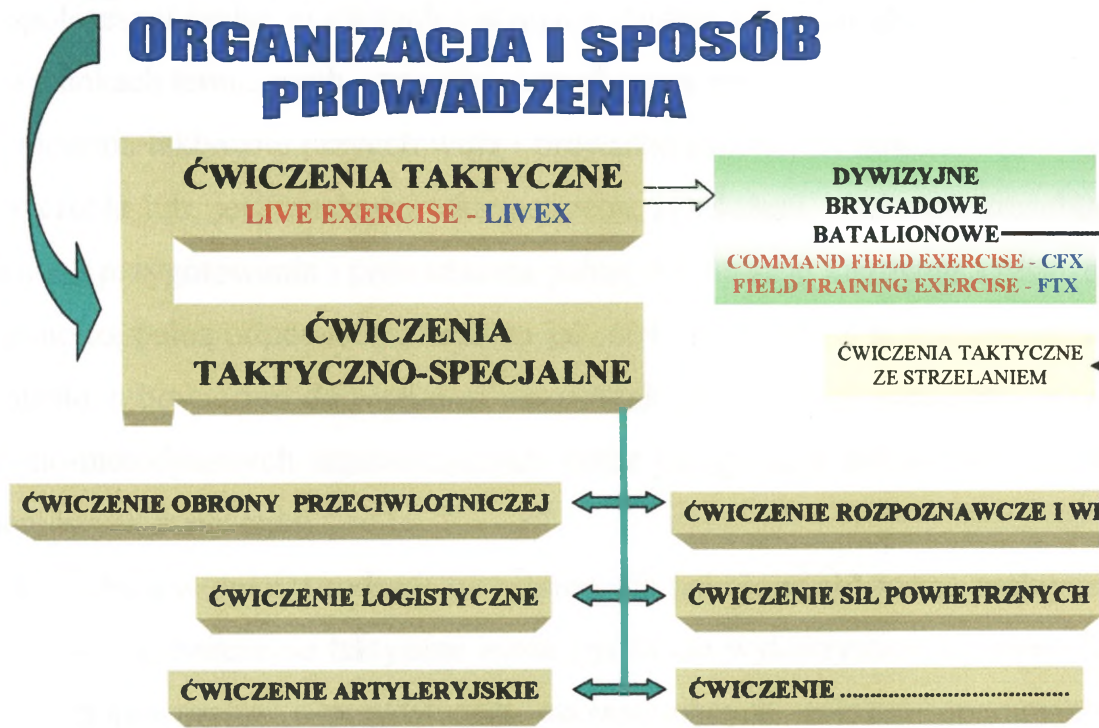 ORGANIZACJA I SPOSÓB
PROWADZENIA
ĆWICZENIA TAKTYCZNE
LIVE EXERCISE - LIVEX
DYWIZYJNE
BRYGADOWE
BATALIONOWE
COMMAND FIELD EXERCISE - CFX
FIELD TRAINING EXERCISE - FTX
ĆWICZENIA
TAKTYCZNO-SPECJALNE
ĆWICZENIA TAKTYCZNE
ZE STRZELANIEM
ĆWICZENIE OBRONY PRZECIWLOTNICZEJ
ĆWICZENIE ROZPOZNAWCZE I
ĆWICZENIE LOGISTYCZNE
ĆWICZENIE SIŁ POWIETRZNYCH
ĆWICZENIE ARTYLERYJSKIE
ĆWICZENIE ......................................